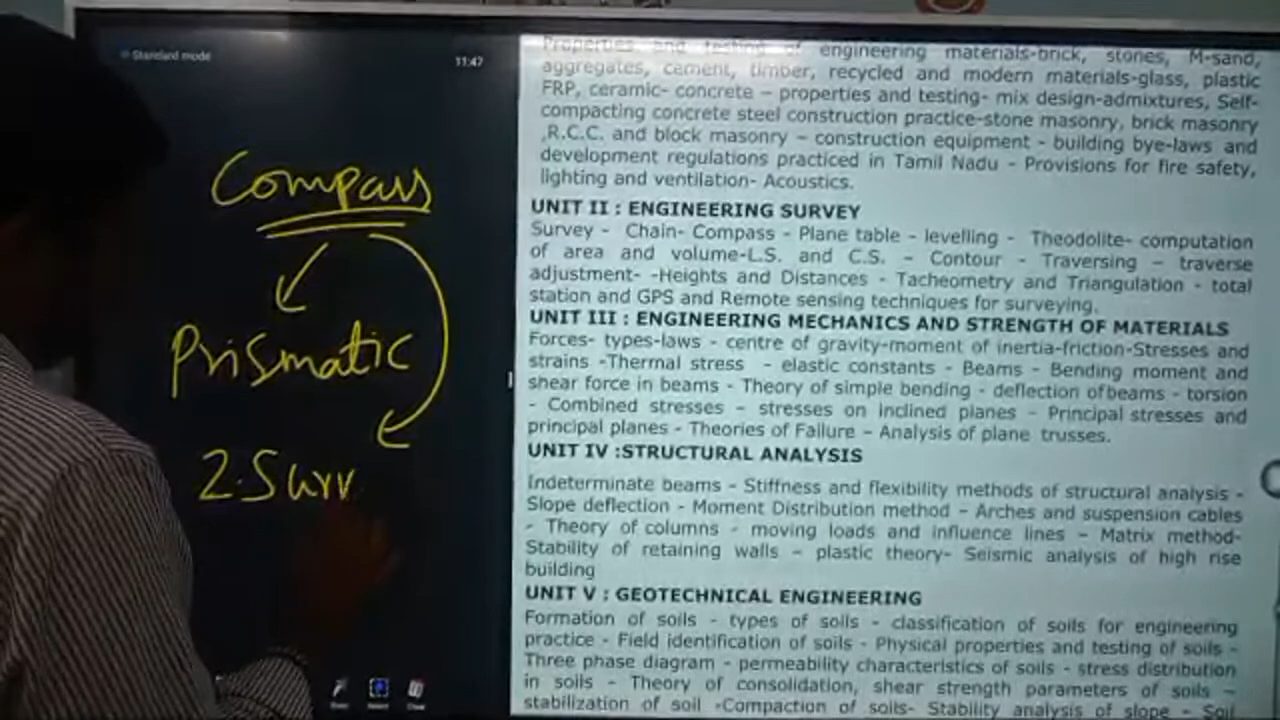 Standard mode
11:47
Compass
Prismatic
2.Surv
Properties and testing of engineering materials-brick, stones, M-sand,
aggregates, cement, timber, recycled and modern materials-glass, plastic
FRP, ceramic- concrete – properties and testing- mix design-admixtures, Self-
compacting concrete steel construction practice-stone masonry, brick masonry
,R.C.C. and block masonry – construction equipment - building bye-laws and
development regulations practiced in Tamil Nadu - Provisions for fire safety,
lighting and ventilation- Acoustics.
UNIT II : ENGINEERING SURVEY
Survey - Chain- Compass - Plane table - levelling - Theodolite- computation
of area and volume-L.S. and C.S. – Contour - Traversing – traverse
adjustment- -Heights and Distances - Tacheometry and Triangulation - total
station and GPS and Remote sensing techniques for surveying.
UNIT III : ENGINEERING MECHANICS AND STRENGTH OF MATERIALS
Forces- types-laws - centre of gravity-moment of inertia-friction-Stresses and
strains -Thermal stress - elastic constants - Beams - Bending moment and
shear force in beams - Theory of simple bending - deflection ofbeams - torsion
- Combined stresses – stresses on inclined planes - Principal stresses and
principal planes - Theories of Failure – Analysis of plane trusses.
UNIT IV :STRUCTURAL ANALYSIS
Indeterminate beams - Stiffness and flexibility methods of structural analysis -
Slope deflection - Moment Distribution method – Arches and suspension cables
- Theory of columns - moving loads and influence lines – Matrix method-
Stability of retaining walls – plastic theory- Seismic analysis of high rise
building
UNIT V : GEOTECHNICAL ENGINEERING
Formation of soils - types of soils - classification of soils for engineering
practice - Field identification of soils - Physical properties and testing of soils -
Three phase diagram - permeability characteristics of soils - stress distribution
in soils - Theory of consolidation, shear strength parameters of soils –
stabilization of soil -Compaction of soils- Stability analysis of slope - Soil